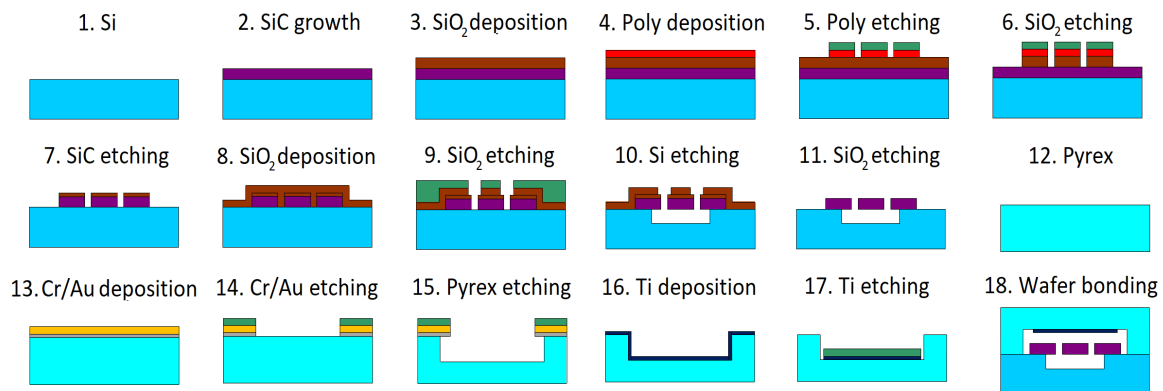 1. Si
2. SiC growth
3. SiO₂ deposition
4. Poly deposition
5. Poly etching
6. SiO₂ etching
7. SiC etching
8. SiO₂ deposition
9. SiO₂ etching
10. Si etching
11. SiO₂ etching
12. Pyrex
13. Cr/Au deposition
14. Cr/Au etching
15. Pyrex etching
16. Ti deposition
17. Ti etching
18. Wafer bonding